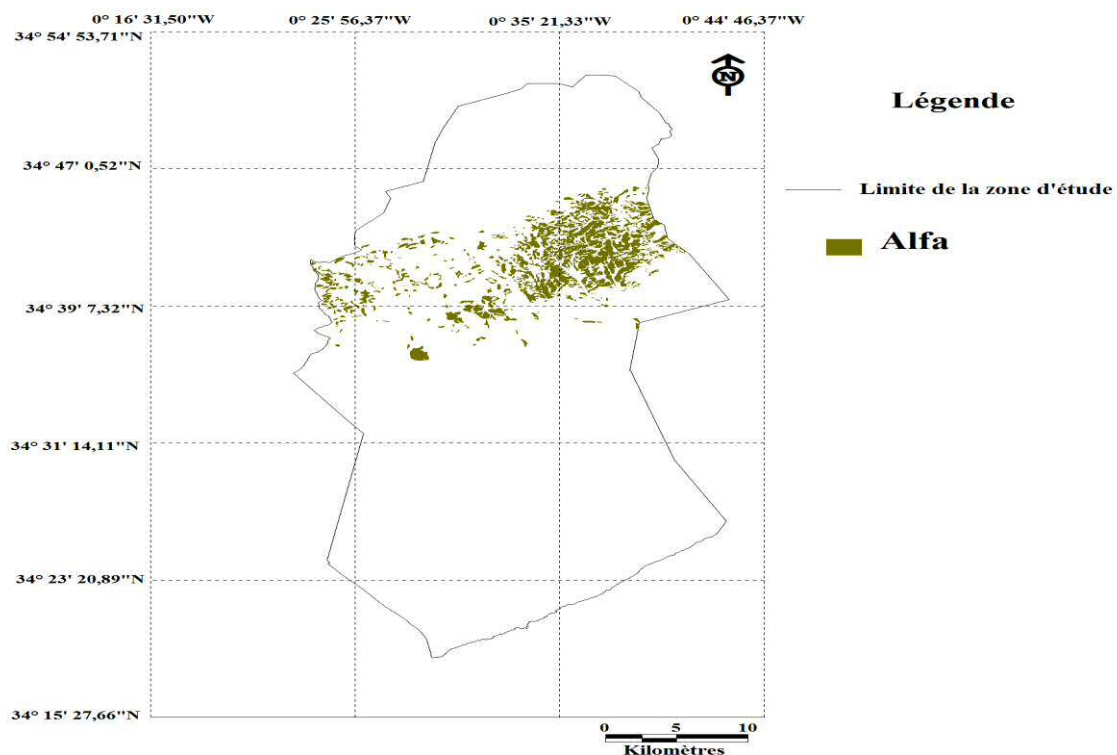 0° 16' 31,50''W 0° 25' 56,37''W 0° 35' 21,33''W 0° 44' 46,37''W
34° 54' 53,71''N
N
Légende
34° 47' 0,52''N
Limite de la zone d'étude
Alfa
34° 39' 7,32''N
34° 31' 14,11''N
34° 23' 20,89''N
34° 15' 27,66''N
0 5 10
Kilomètres